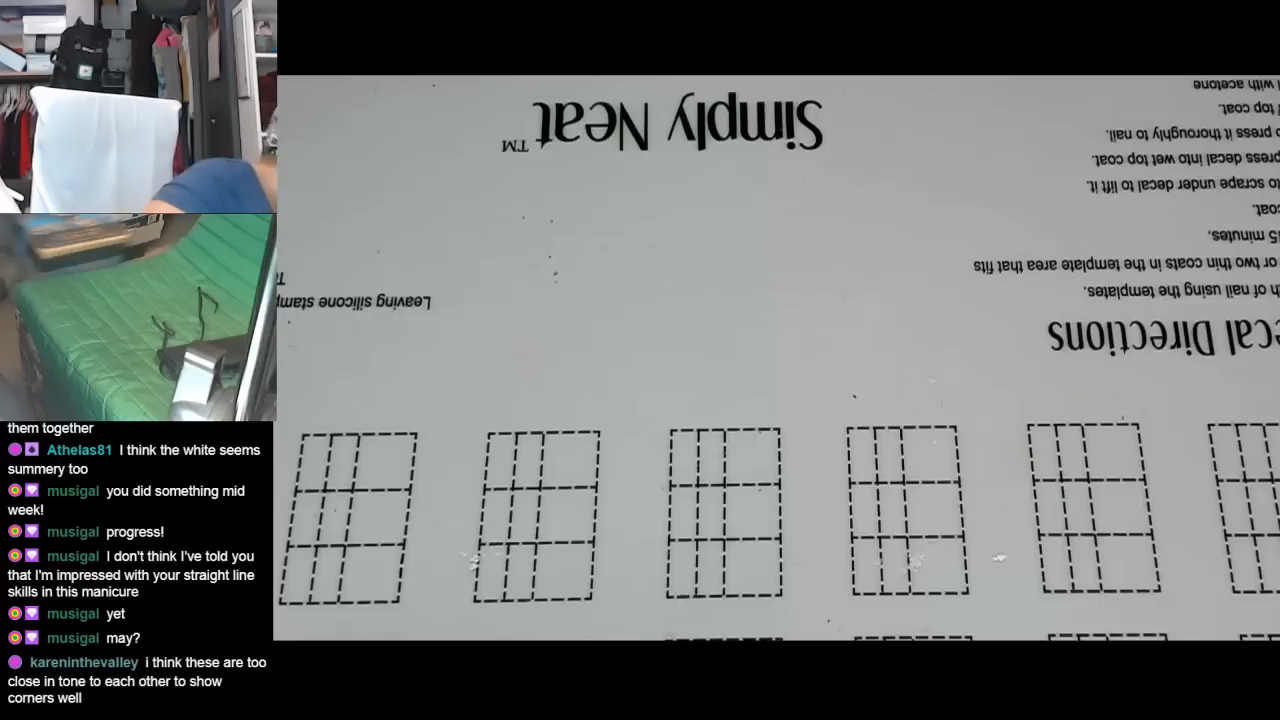 them together
Athelas81 I think the white seems
summery too
musigal you did something mid
week!
musigal progress!
musigal I don't think I've told you
that I'm impressed with your straight line
skills in this manicure
musigal yet
musigal may?
kareninthevalley i think these are too
close in tone to each other to show
corners well
ecal Directions
th of nail using the templates.
or two thin coats in the template area that fits
5 minutes.
coat.
to scrape under decal to lift it.
press decal into wet top coat.
press it thoroughly to nail.
top coat.
with acetone
Leaving silicone stamp
Simply Neat™